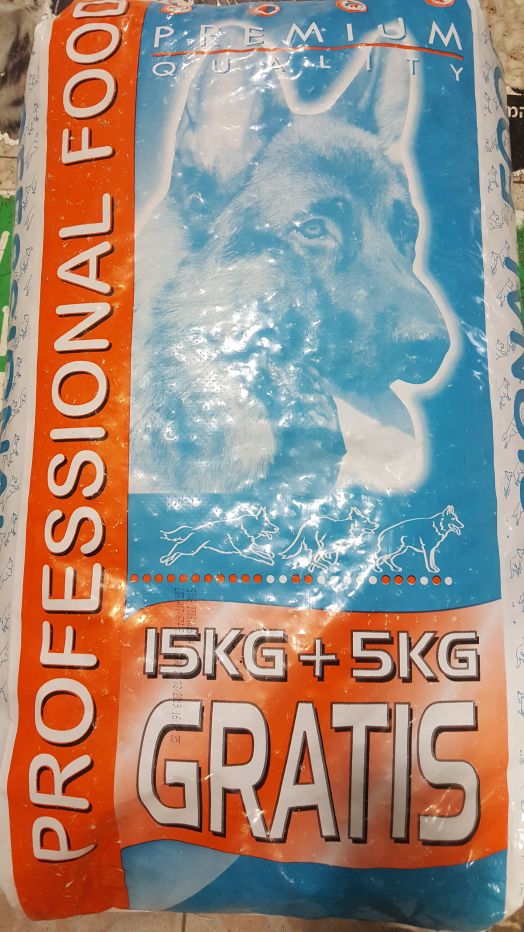 PREMIUM
QUALITY
PROFESSIONAL FOOD
15KG + 5KG
GRATIS